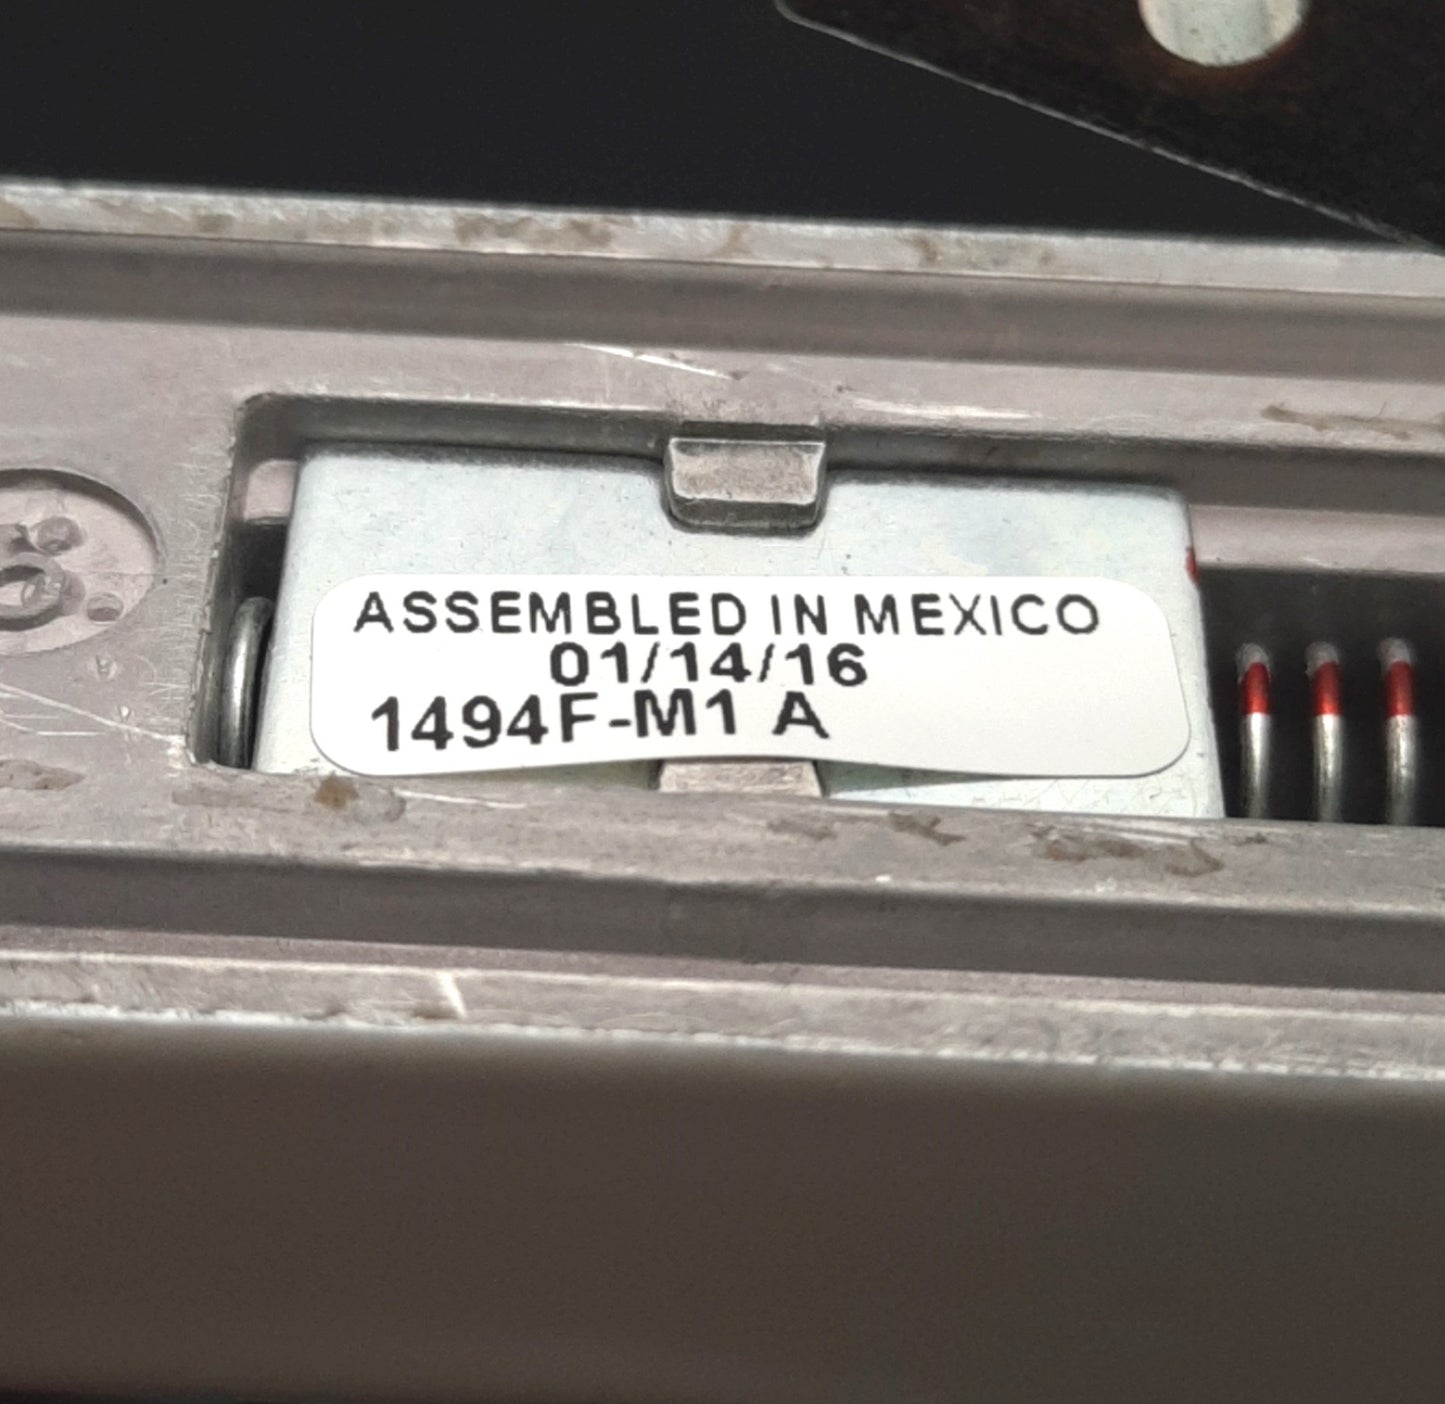 ASSEMBLED IN MEXICO
01/14/16
1494F-M1 A